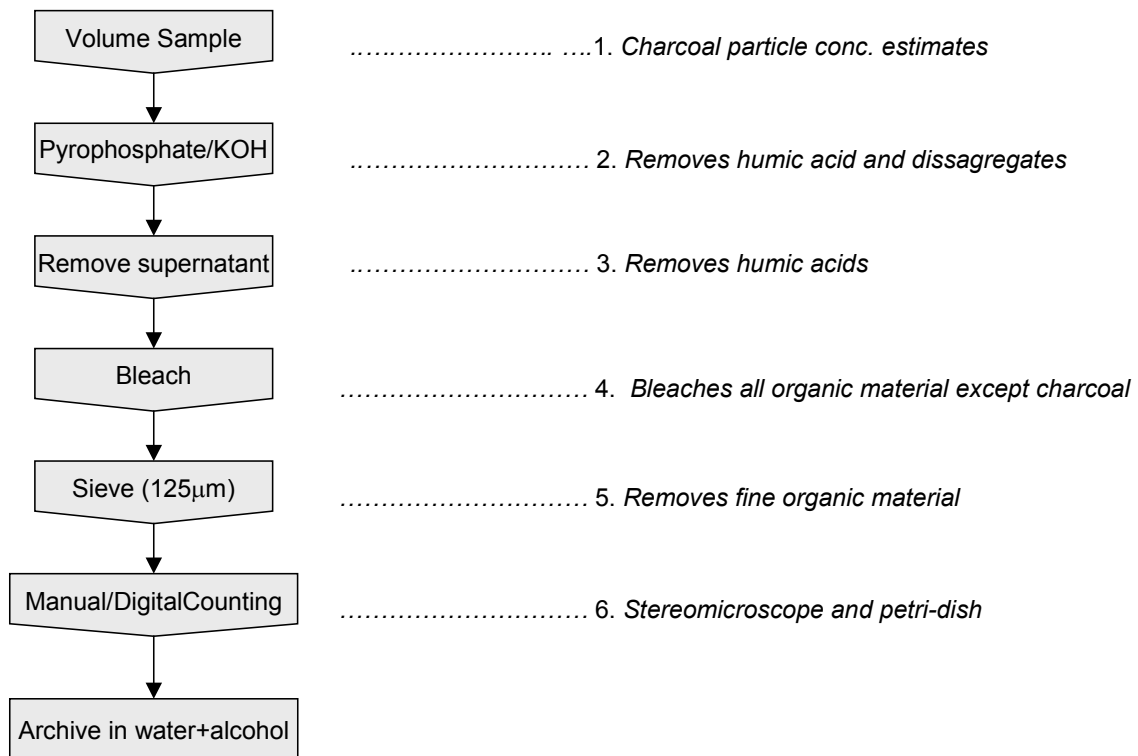 Volume Sample
..…..……………….. ….1. Charcoal particle conc. estimates
Pyrophosphate/KOH
..……………………… 2. Removes humic acid and dissagregates
Remove supernatant
..……………………… 3. Removes humic acids
Bleach
………………………… 4. Bleaches all organic material except charcoal
Sieve (125μm)
………………………… 5. Removes fine organic material
Manual/DigitalCounting
………………………… 6. Stereomicroscope and petri-dish
Archive in water+alcohol